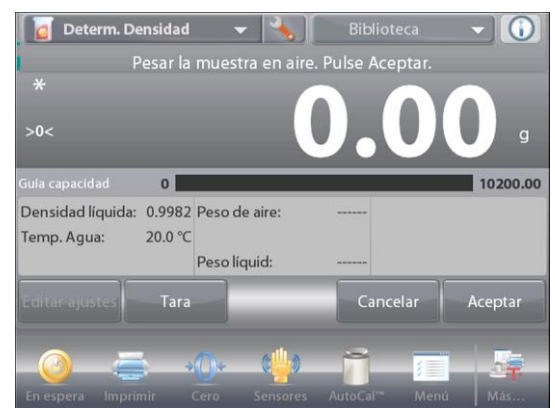 Determ. Densidad Biblioteca
Pesar la muestra en aire. Pulse Aceptar.
*
>0< 0.00 g
Guía capacidad 0 10200.00
Densidad líquida: 0.9982 Peso de aire: ------
Temp. Agua: 20.0 °C
Peso líquid: ------
Editar ajustes Tara Cancelar Aceptar
En espera Imprimir Cero Sensores AutoCal™ Menú Más...